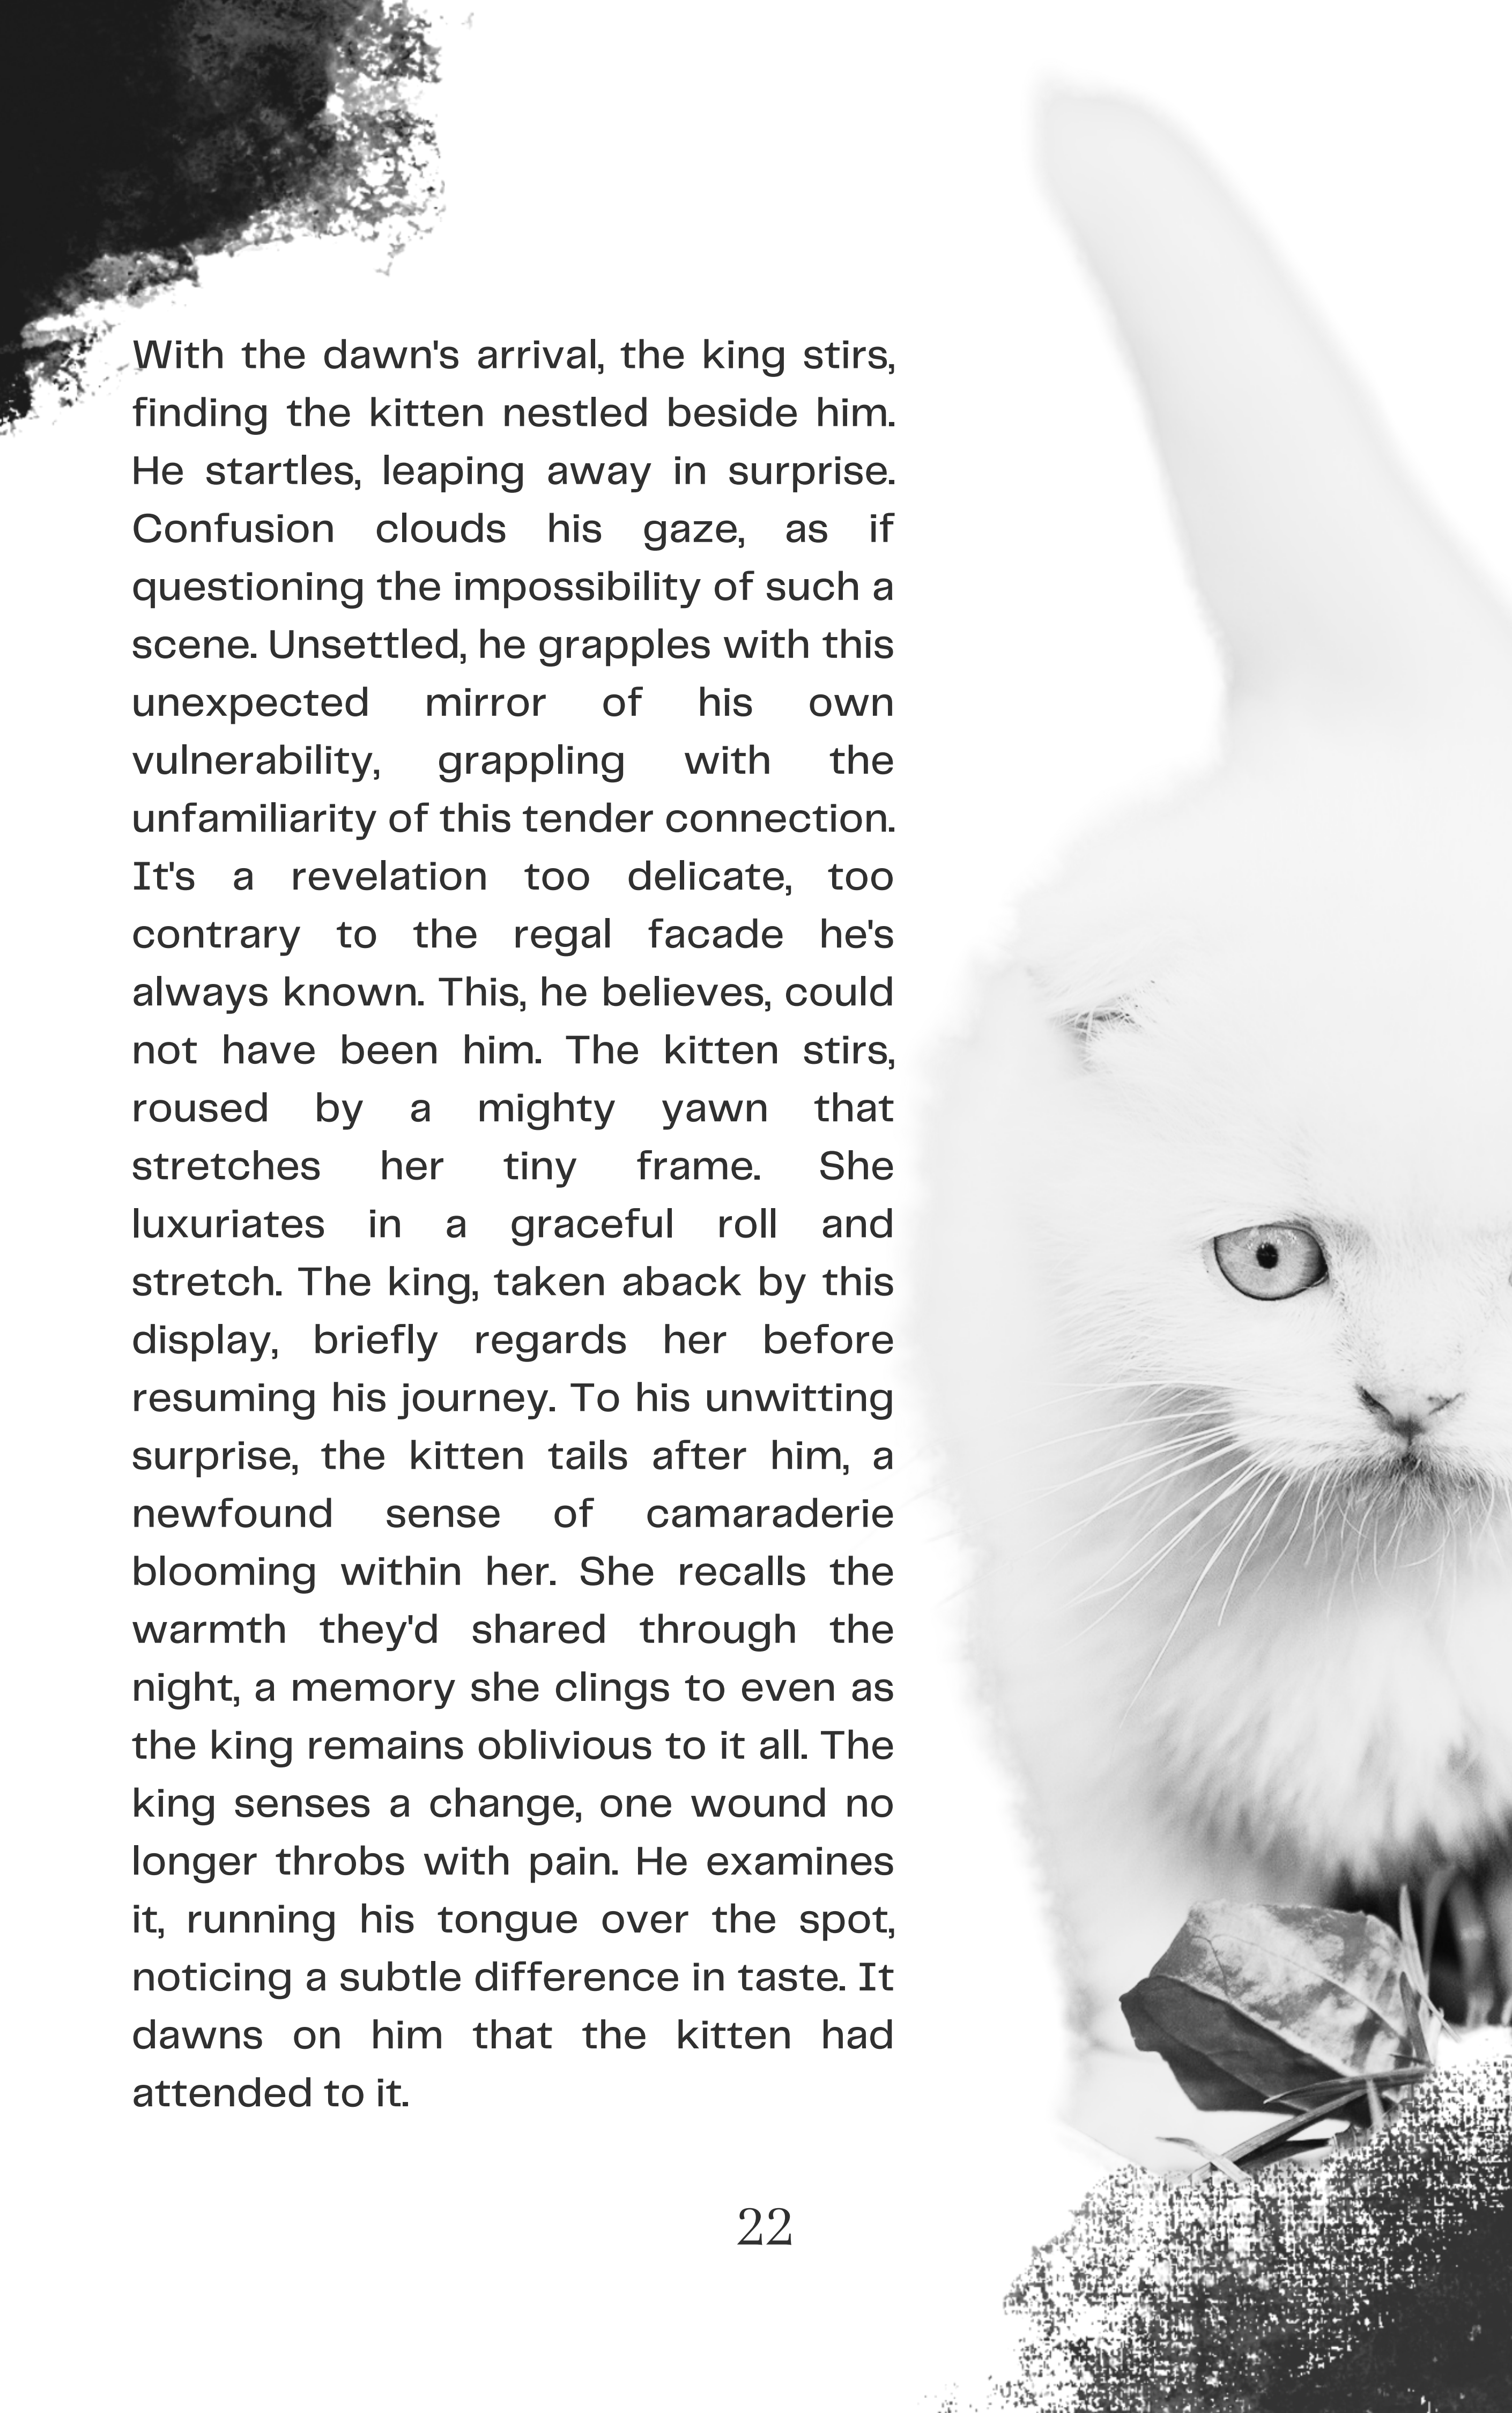 With the dawn's arrival, the king stirs,
finding the kitten nestled beside him.
He startles, leaping away in surprise.
Confusion clouds his gaze, as if
questioning the impossibility of such a
scene. Unsettled, he grapples with this
unexpected mirror of his own
vulnerability, grappling with the
unfamiliarity of this tender connection.
It's a revelation too delicate, too
contrary to the regal facade he's
always known. This, he believes, could
not have been him. The kitten stirs,
roused by a mighty yawn that
stretches her tiny frame. She
luxuriates in a graceful roll and
stretch. The king, taken aback by this
display, briefly regards her before
resuming his journey. To his unwitting
surprise, the kitten tails after him, a
newfound sense of camaraderie
blooming within her. She recalls the
warmth they'd shared through the
night, a memory she clings to even as
the king remains oblivious to it all. The
king senses a change, one wound no
longer throbs with pain. He examines
it, running his tongue over the spot,
noticing a subtle difference in taste. It
dawns on him that the kitten had
attended to it.
22